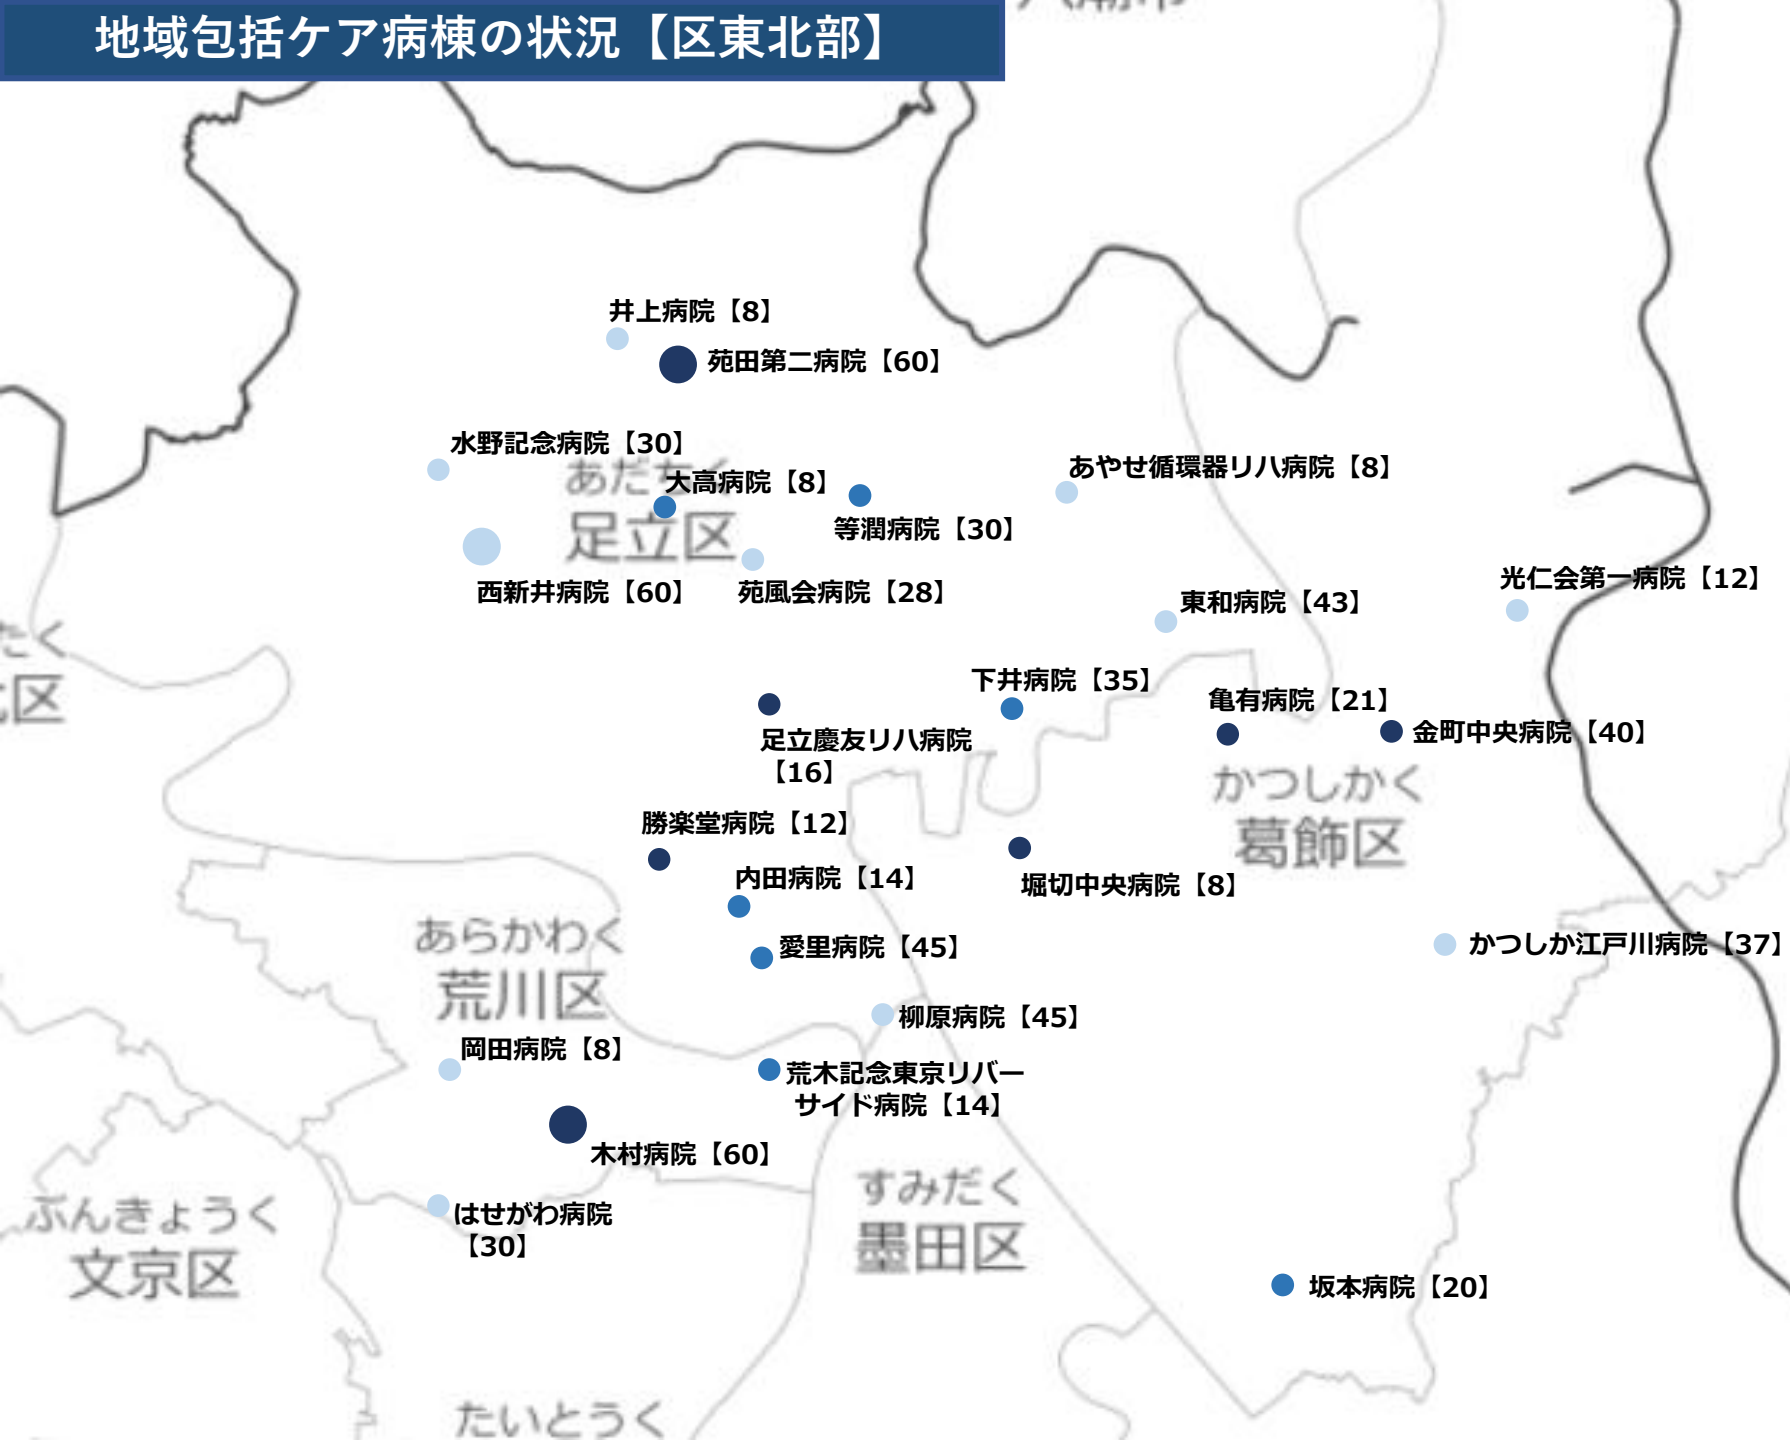 地域包括ケア病棟の状況【区東北部】
井上病院【8】
苑田第二病院【60】
水野記念病院【30】
あだちく
大高病院【8】
あやせ循環器リハ病院【8】
足立区
等潤病院【30】
西新井病院【60】
苑風会病院【28】
光仁会第一病院【12】
東和病院【43】
区
下井病院【35】
亀有病院【21】
金町中央病院【40】
足立慶友リハ病院
【16】
かつしかく
葛飾区
勝楽堂病院【12】
内田病院【14】
堀切中央病院【8】
あらかわく
荒川区
愛里病院【45】
かつしか江戸川病院【37】
柳原病院【45】
岡田病院【8】
荒木記念東京リバー
サイド病院【14】
木村病院【60】
すみだく
墨田区
ぶんきょうく
文京区
はせがわ病院
【30】
坂本病院【20】
たいとうく